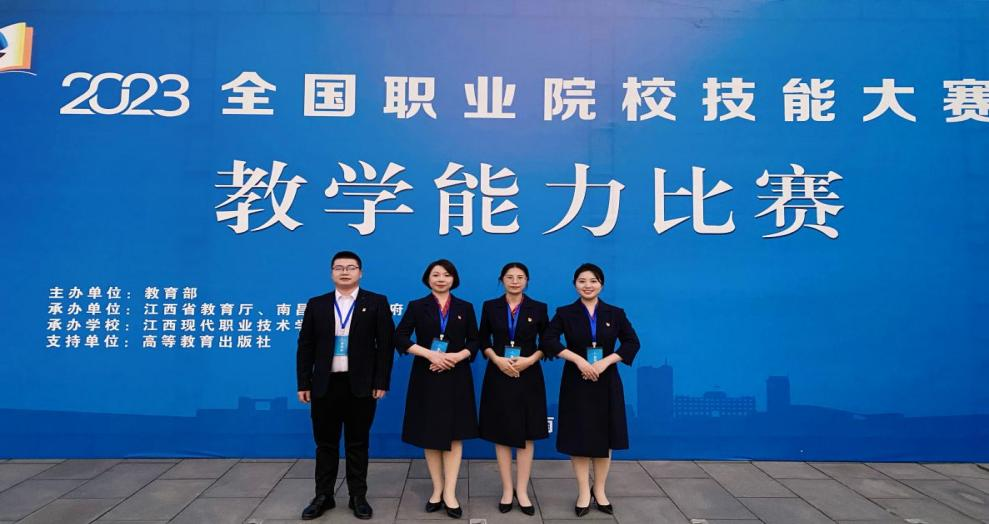 2023 全国职业院校技能大赛
教学能力比赛
主办单位：教育部
承办单位：江西省教育厅、南昌 府
承办学校：江西现代职业技术学
支持单位：高等教育出版社
南